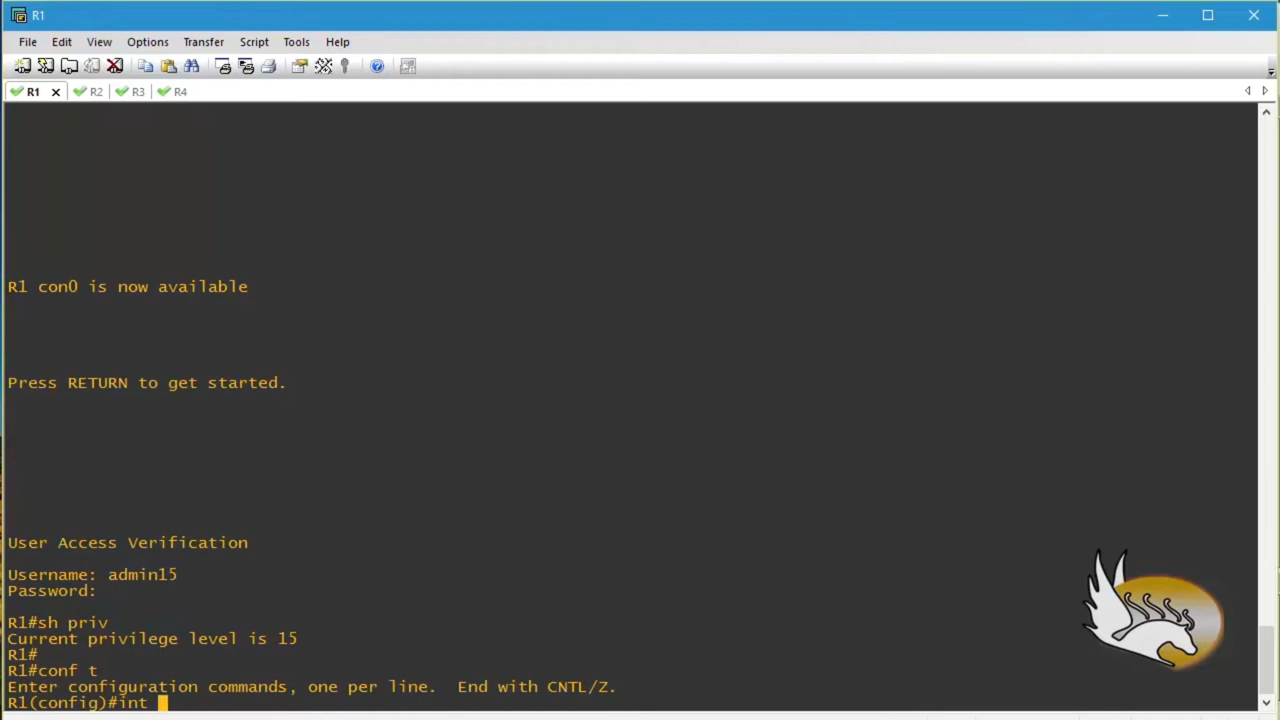 R1
File Edit View Options Transfer Script Tools Help
R1 R2 R3 R4
R1 con0 is now available
Press RETURN to get started.
User Access Verification
Username: admin15
Password:
R1#sh priv
Current privilege level is 15
R1#
R1#conf t
Enter configuration commands, one per line.  End with CNTL/Z.
R1(config)#int